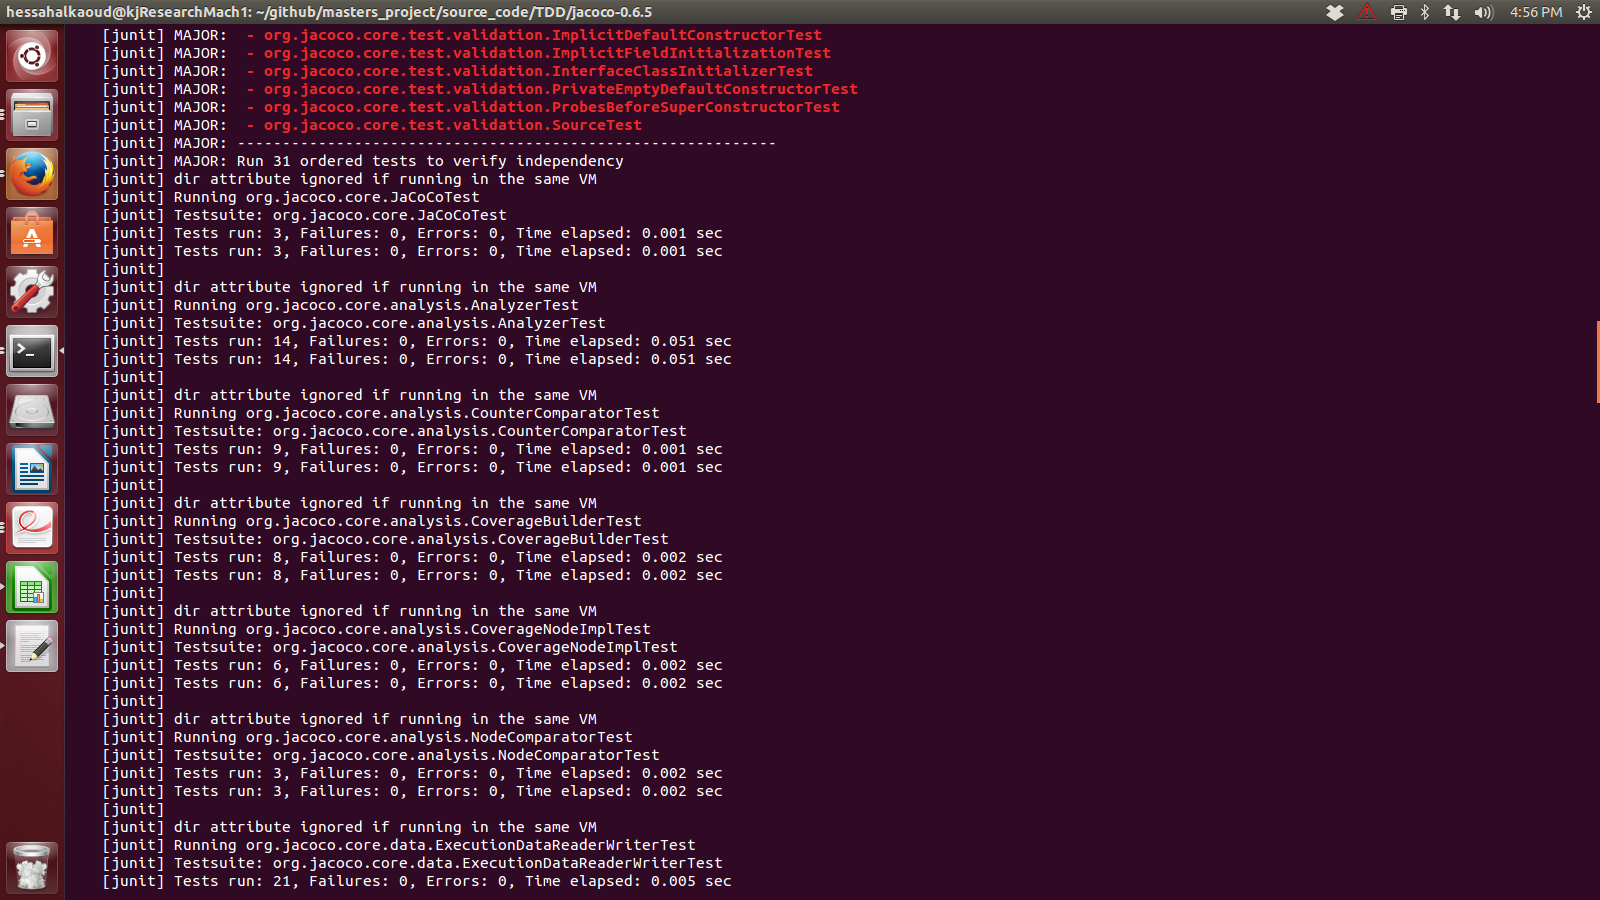 hessahalkaoud@kjResearchMach1: ~/github/masters_project/source_code/TDD/jacoco-0.6.5
4:56 PM
[junit] MAJOR:  - org.jacoco.core.test.validation.ImplicitDefaultConstructorTest
[junit] MAJOR:  - org.jacoco.core.test.validation.ImplicitFieldInitializationTest
[junit] MAJOR:  - org.jacoco.core.test.validation.InterfaceClassInitializerTest
[junit] MAJOR:  - org.jacoco.core.test.validation.PrivateEmptyDefaultConstructorTest
[junit] MAJOR:  - org.jacoco.core.test.validation.ProbesBeforeSuperConstructorTest
[junit] MAJOR:  - org.jacoco.core.test.validation.SourceTest
[junit] MAJOR: ------------------------------------------------------------
[junit] MAJOR: Run 31 ordered tests to verify independency
[junit] dir attribute ignored if running in the same VM
[junit] Running org.jacoco.core.JaCoCoTest
[junit] Testsuite: org.jacoco.core.JaCoCoTest
[junit] Tests run: 3, Failures: 0, Errors: 0, Time elapsed: 0.001 sec
[junit] Tests run: 3, Failures: 0, Errors: 0, Time elapsed: 0.001 sec
[junit]
[junit] dir attribute ignored if running in the same VM
[junit] Running org.jacoco.core.analysis.AnalyzerTest
[junit] Testsuite: org.jacoco.core.analysis.AnalyzerTest
[junit] Tests run: 14, Failures: 0, Errors: 0, Time elapsed: 0.051 sec
[junit] Tests run: 14, Failures: 0, Errors: 0, Time elapsed: 0.051 sec
[junit]
[junit] dir attribute ignored if running in the same VM
[junit] Running org.jacoco.core.analysis.CounterComparatorTest
[junit] Testsuite: org.jacoco.core.analysis.CounterComparatorTest
[junit] Tests run: 9, Failures: 0, Errors: 0, Time elapsed: 0.001 sec
[junit] Tests run: 9, Failures: 0, Errors: 0, Time elapsed: 0.001 sec
[junit]
[junit] dir attribute ignored if running in the same VM
[junit] Running org.jacoco.core.analysis.CoverageBuilderTest
[junit] Testsuite: org.jacoco.core.analysis.CoverageBuilderTest
[junit] Tests run: 8, Failures: 0, Errors: 0, Time elapsed: 0.002 sec
[junit] Tests run: 8, Failures: 0, Errors: 0, Time elapsed: 0.002 sec
[junit]
[junit] dir attribute ignored if running in the same VM
[junit] Running org.jacoco.core.analysis.CoverageNodeImplTest
[junit] Testsuite: org.jacoco.core.analysis.CoverageNodeImplTest
[junit] Tests run: 6, Failures: 0, Errors: 0, Time elapsed: 0.002 sec
[junit] Tests run: 6, Failures: 0, Errors: 0, Time elapsed: 0.002 sec
[junit]
[junit] dir attribute ignored if running in the same VM
[junit] Running org.jacoco.core.analysis.NodeComparatorTest
[junit] Testsuite: org.jacoco.core.analysis.NodeComparatorTest
[junit] Tests run: 3, Failures: 0, Errors: 0, Time elapsed: 0.002 sec
[junit] Tests run: 3, Failures: 0, Errors: 0, Time elapsed: 0.002 sec
[junit]
[junit] dir attribute ignored if running in the same VM
[junit] Running org.jacoco.core.data.ExecutionDataReaderWriterTest
[junit] Testsuite: org.jacoco.core.data.ExecutionDataReaderWriterTest
[junit] Tests run: 21, Failures: 0, Errors: 0, Time elapsed: 0.005 sec